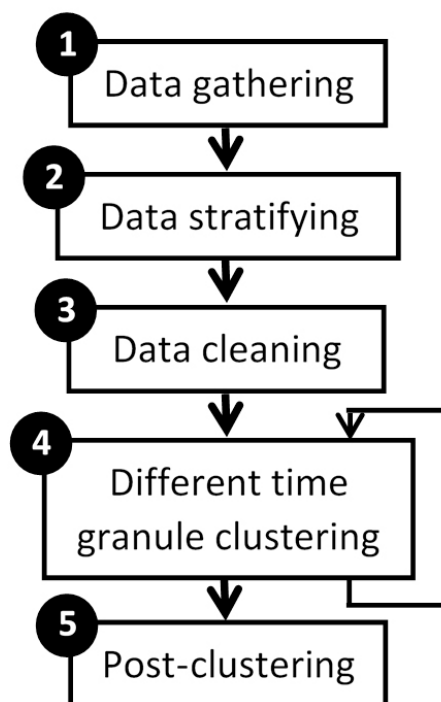 1
Data gathering
2
Data stratifying
3
Data cleaning
4
Different time
granule clustering
5
Post-clustering